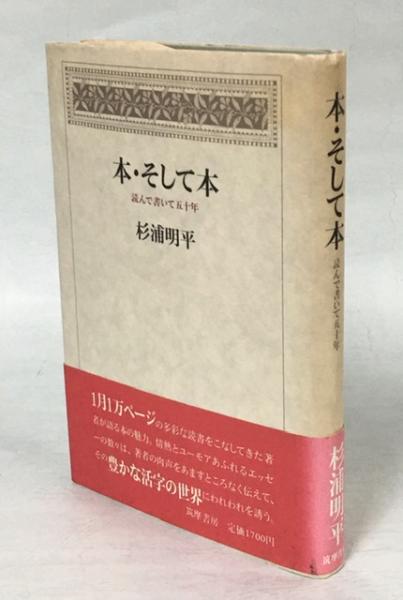 本・そして本
読んで書いて五十年
杉浦明平
1月1万ページの多彩な読書をこなしてきた著
者が語る本の魅力。情熱とユーモアあふれるエッセ
ーの数々は、著者の肉声をあますところなく伝えて、
その豊かな活字の世界にわれわれを誘う。
筑摩書房 定価1700円
本・そして本
読んで書いて五十年
杉浦明平
筑摩書